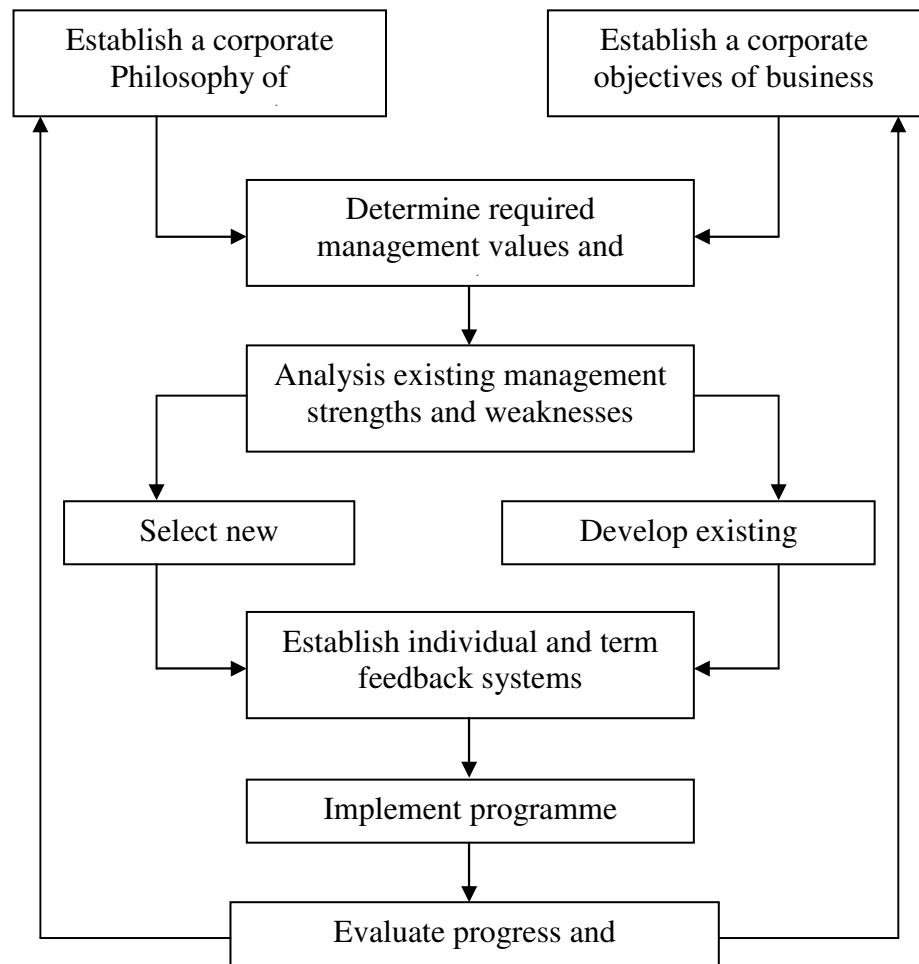 Establish a corporate
Philosophy of
Establish a corporate
objectives of business
Determine required
management values and
Analysis existing management
strengths and weaknesses
Select new
Develop existing
Establish individual and term
feedback systems
Implement programme
Evaluate progress and